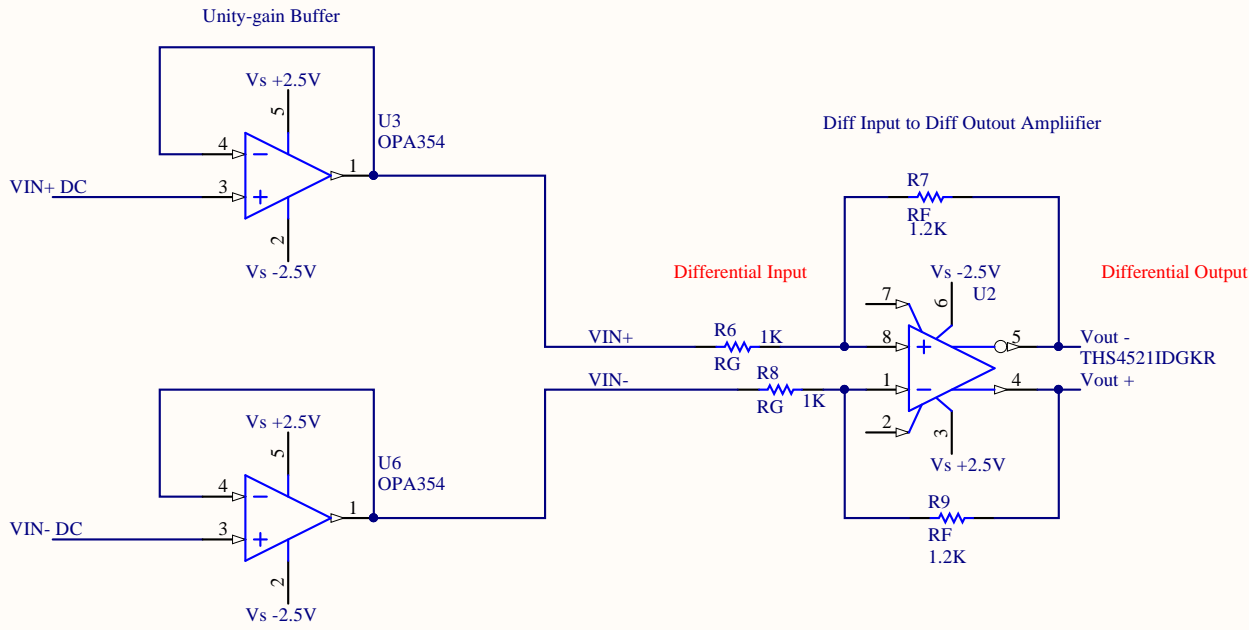 Unity-gain Buffer
Vs +2.5V
5
U3
OPA354
4
1
3
VIN+ DC
2
Vs -2.5V
Diff Input to Diff Outout Ampliifier
R7
RF
1.2K
Differential Input
Vs -2.5V
Differential Output
7
6
U2
VIN+
R6
1K
RG
8
5
Vout -
THS4521IDGKR
VIN-
R8
RG
1K
1
4
Vout +
2
3
Vs +2.5V
Vs +2.5V
5
U6
OPA354
4
1
3
VIN- DC
2
Vs -2.5V
R9
RF
1.2K